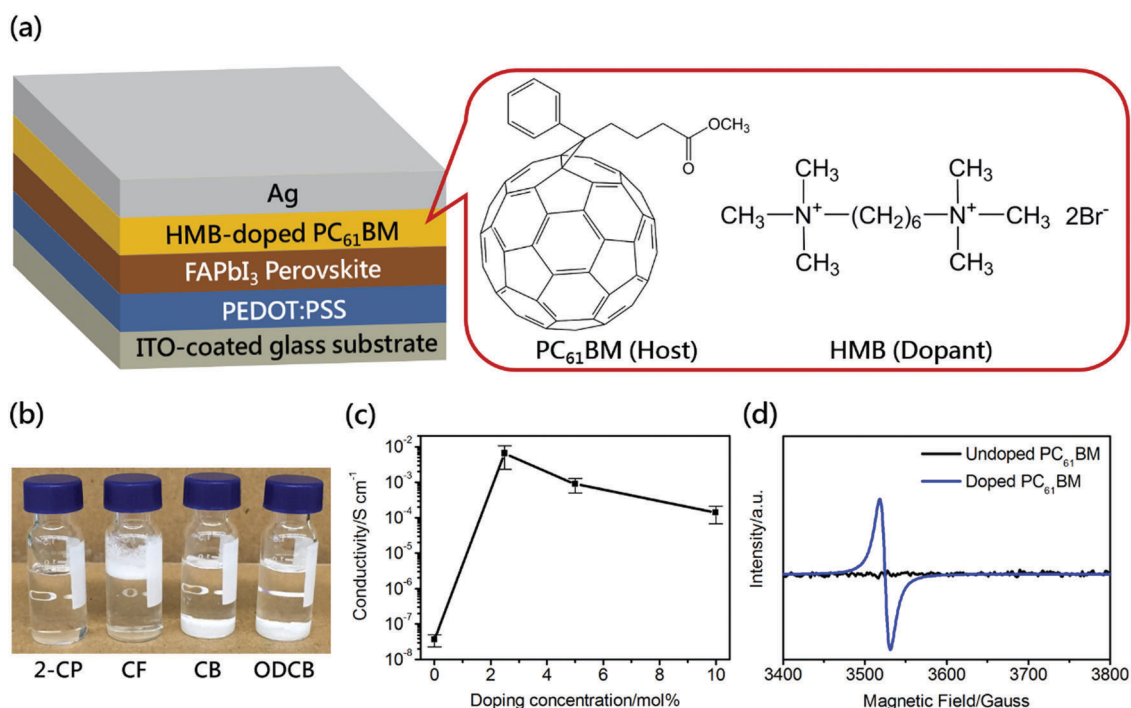 (a)
Ag
HMB-doped PC₆₁BM
FAPbI₃ Perovskite
PEDOT:PSS
ITO-coated glass substrate
OCH₃
O
PC₆₁BM (Host)
CH₃ CH₃
CH₃ N⁺ (CH₂)₆ N⁺ CH₃ 2Br⁻
CH₃ CH₃
HMB (Dopant)
(b)
2-CP CF CB ODCB
(c)
Conductivity/S cm⁻¹
10⁻²
10⁻³
10⁻⁴
10⁻⁵
10⁻⁶
10⁻⁷
10⁻⁸
0 2 4 6 8 10
Doping concentration/mol%
(d)
Undoped PC₆₁BM
Doped PC₆₁BM
Intensity/a.u.
3400 3500 3600 3700 3800
Magnetic Field/Gauss